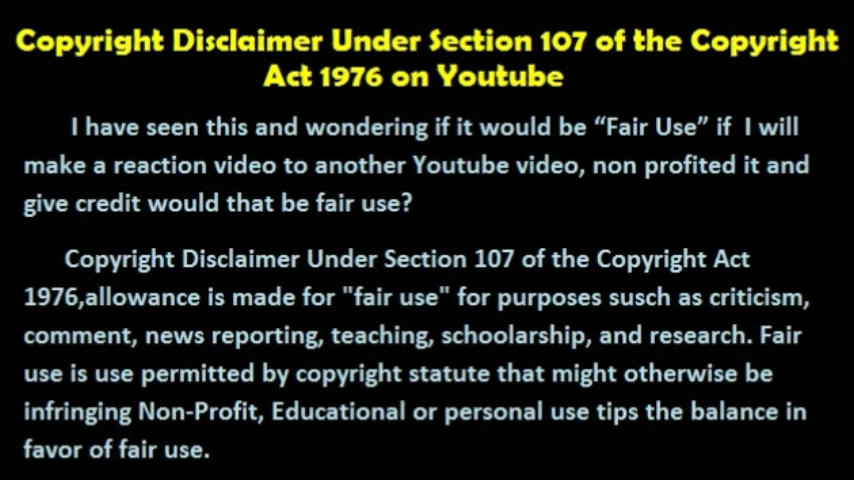 Copyright Disclaimer Under Section 107 of the Copyright
Act 1976 on Youtube
I have seen this and wondering if it would be “Fair Use” if I will
make a reaction video to another Youtube video, non profited it and
give credit would that be fair use?
Copyright Disclaimer Under Section 107 of the Copyright Act
1976,allowance is made for "fair use" for purposes susch as criticism,
comment, news reporting, teaching, schoolarship, and research. Fair
use is use permitted by copyright statute that might otherwise be
infringing Non-Profit, Educational or personal use tips the balance in
favor of fair use.